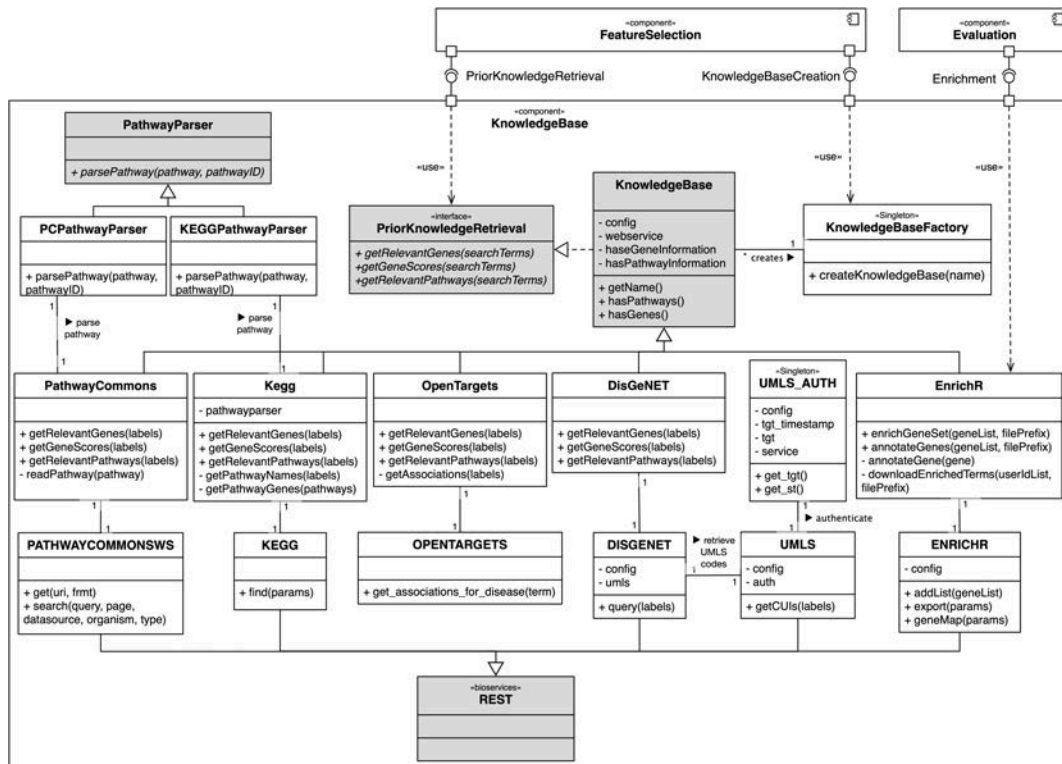 «component»
FeatureSelection
«component»
Evaluation
PriorKnowledgeRetrieval
KnowledgeBaseCreation
Enrichment
«component»
KnowledgeBase
PathwayParser
+ parsePathway(pathway, pathwayID)
«use»
«use»
«use»
PCPathwayParser
+ parsePathway(pathway,
pathwayID)
KEGGPathwayParser
+ parsePathway(pathway,
pathwayID)
«interface»
PriorKnowledgeRetrieval
+ getRelevantGenes(searchTerms)
+getGeneScores(searchTerms)
+getRelevantPathways(searchTerms)
KnowledgeBase
- config
- webservice
- haseGeneInformation
- hasPathwayInformation
+ getName()
+ hasPathways()
+ hasGenes()
* 1
creates ▶
«Singleton»
KnowledgeBaseFactory
+ createKnowledgeBase(name)
1
▶ parse
pathway
1
1
▶ parse
pathway
1
PathwayCommons
+ getRelevantGenes(labels)
+ getGeneScores(labels)
+ getRelevantPathways(labels)
- readPathway(pathway)
Kegg
- pathwayparser
+ getRelevantGenes(labels)
+ getGeneScores(labels)
+ getRelevantPathways(labels)
- getPathwayNames(labels)
- getPathwayGenes(pathways)
OpenTargets
+ getRelevantGenes(labels)
+ getGeneScores(labels)
+ getRelevantPathways(labels)
- getAssociations(labels)
DisGeNET
+ getRelevantGenes(labels)
+ getGeneScores(labels)
+ getRelevantPathways(labels)
«Singleton»
UMLS_AUTH
- config
- tgt_timestamp
- tgt
- service
+ get_tgt()
+ get_st()
EnrichR
+ enrichGeneSet(geneList, filePrefix)
+ annotateGenes(geneList, filePrefix)
- annotateGene(gene)
- downloadEnrichedTerms(userIdList,
filePrefix)
1
1
1
1
1
1
▶ authenticate
1
1
1
1
1
1
PATHWAYCOMMONSWS
+ get(uri, frmt)
+ search(query, page,
datasource, organism, type)
KEGG
+ find(params)
OPENTARGETS
+ get_associations_for_disease(term)
DISGENET
- config
- umls
+ query(labels)
▶ retrieve
UMLS
codes
1
1
UMLS
- config
- auth
+ getCUIs(labels)
ENRICHR
- config
+ addList(geneList)
+ export(params)
+ geneMap(params)
«bioservices»
REST